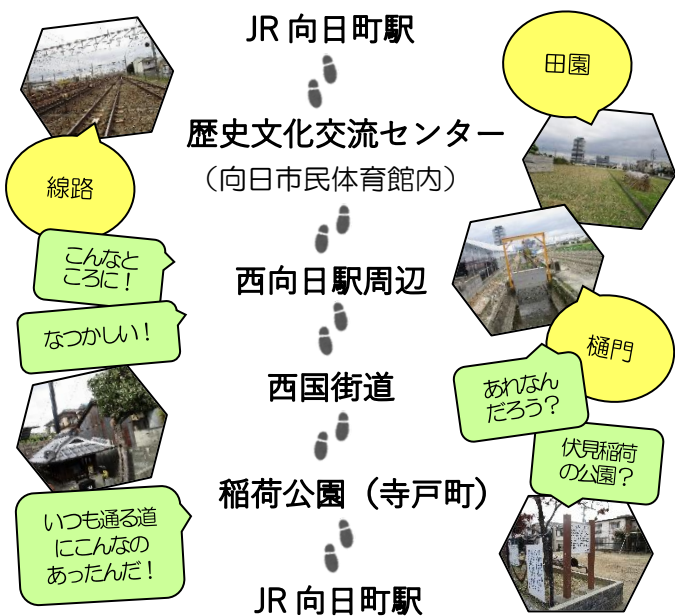 JR 向日町駅
田園
歴史文化交流センター
（向日市民体育館内）
線路
こんなと
ころに！
西向日駅周辺
なつかしい！
樋門
西国街道
あれなん
だろう？
伏見稲荷
の公園？
稲荷公園（寺戸町）
いつも通る道
にこんなの
あったんだ！
JR 向日町駅